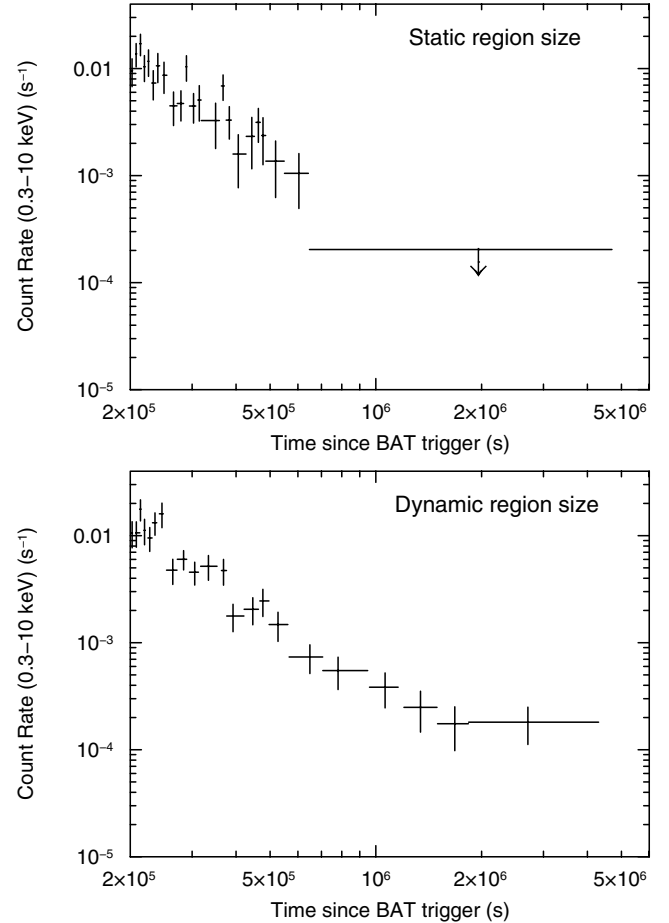 Static region size
0.01
10⁻³
10⁻⁴
10⁻⁵
Count Rate (0.3–10 keV) (s⁻¹)
2×10⁵ 5×10⁵ 10⁶ 2×10⁶ 5×10⁶
Time since BAT trigger (s)
Dynamic region size
0.01
10⁻³
10⁻⁴
10⁻⁵
Count Rate (0.3–10 keV) (s⁻¹)
2×10⁵ 5×10⁵ 10⁶ 2×10⁶ 5×10⁶
Time since BAT trigger (s)